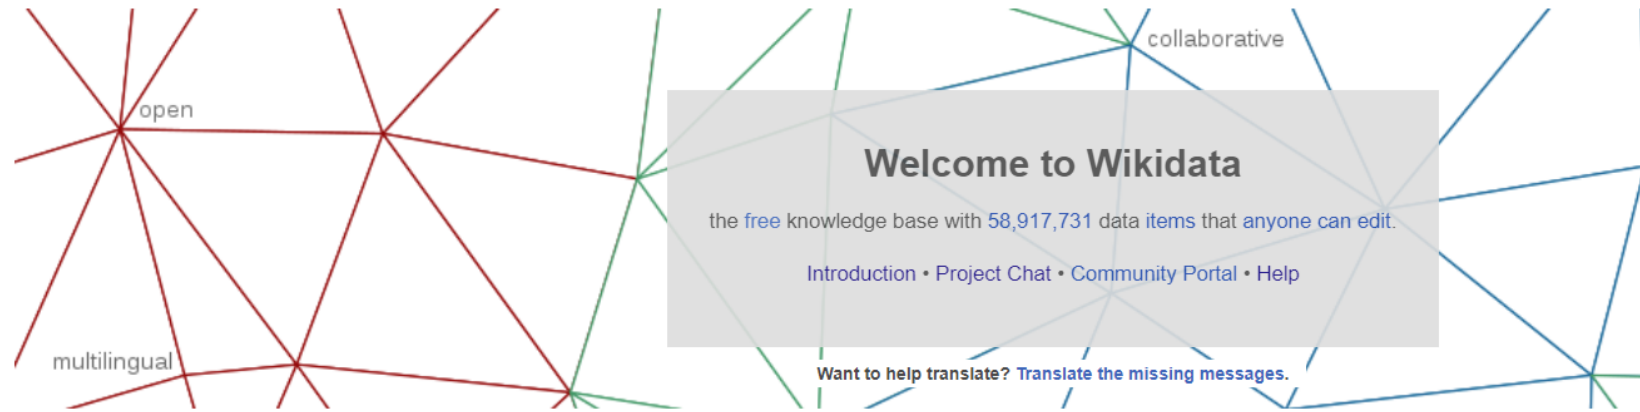 collaborative
open
Welcome to Wikidata
the free knowledge base with 58,917,731 data items that anyone can edit.
Introduction • Project Chat • Community Portal • Help
multilingual
Want to help translate? Translate the missing messages.